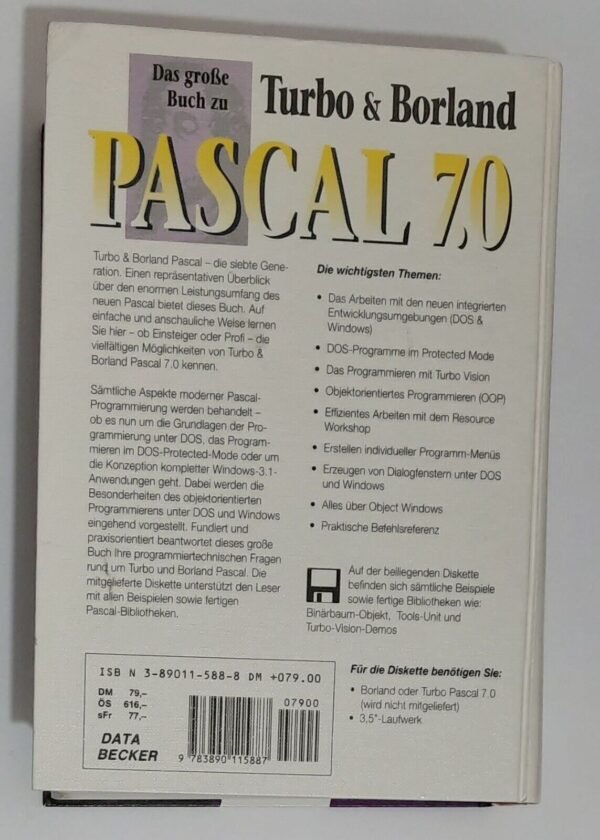 Das große
Buch zu
Turbo & Borland
PASCAL 7.0
Turbo & Borland Pascal – die siebte Gene-
ration. Einen repräsentativen Überblick
über den enormen Leistungsumfang des
neuen Pascal bietet dieses Buch. Auf
einfache und anschauliche Weise lernen
Sie hier – ob Einsteiger oder Profi – die
vielfältigen Möglichkeiten von Turbo &
Borland Pascal 7.0 kennen.
Sämtliche Aspekte moderner Pascal-
Programmierung werden behandelt –
ob es nun um die Grundlagen der Pro-
grammierung unter DOS, das Program-
mieren im DOS-Protected-Mode oder um
die Konzeption kompletter Windows-3.1-
Anwendungen geht. Dabei werden die
Besonderheiten des objektorientierten
Programmierens unter DOS und Windows
eingehend vorgestellt. Fundiert und
praxisorientiert beantwortet dieses große
Buch Ihre programmiertechnischen Fragen
rund um Turbo und Borland Pascal. Die
mitgelieferte Diskette unterstützt den Leser
mit allen Beispielen sowie fertigen
Pascal-Bibliotheken.
Die wichtigsten Themen:
• Das Arbeiten mit den neuen integrierten
Entwicklungsumgebungen (DOS &
Windows)
• DOS-Programme im Protected Mode
• Das Programmieren mit Turbo Vision
• Objektorientiertes Programmieren (OOP)
• Effizientes Arbeiten mit dem Resource
Workshop
• Erstellen individueller Programm-Menüs
• Erzeugen von Dialogfenstern unter DOS
und Windows
• Alles über Object Windows
• Praktische Befehlsreferenz
Auf der beiliegenden Diskette
befinden sich sämtliche Beispiele
sowie fertige Bibliotheken wie:
Binärbaum-Objekt, Tools-Unit und
Turbo-Vision-Demos
ISB N 3-89011-588-8 DM +079.00
DM 79,–
ÖS 616,–
sFr 77,–
07900
DATA
BECKER
9 783890 115887
Für die Diskette benötigen Sie:
• Borland oder Turbo Pascal 7.0
(wird nicht mitgeliefert)
• 3,5"-Laufwerk